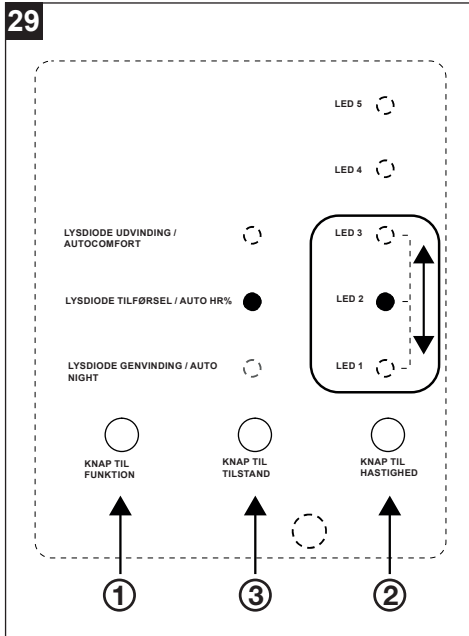 29
LED 5
LED 4
LYSDIODE UDVINDING /
AUTOCOMFORT
LED 3
LYSDIODE TILFØRSEL / AUTO HR%
LED 2
LYSDIODE GENVINDING / AUTO
NIGHT
LED 1
KNAP TIL
FUNKTION
KNAP TIL
TILSTAND
KNAP TIL
HASTIGHED
1
3
2